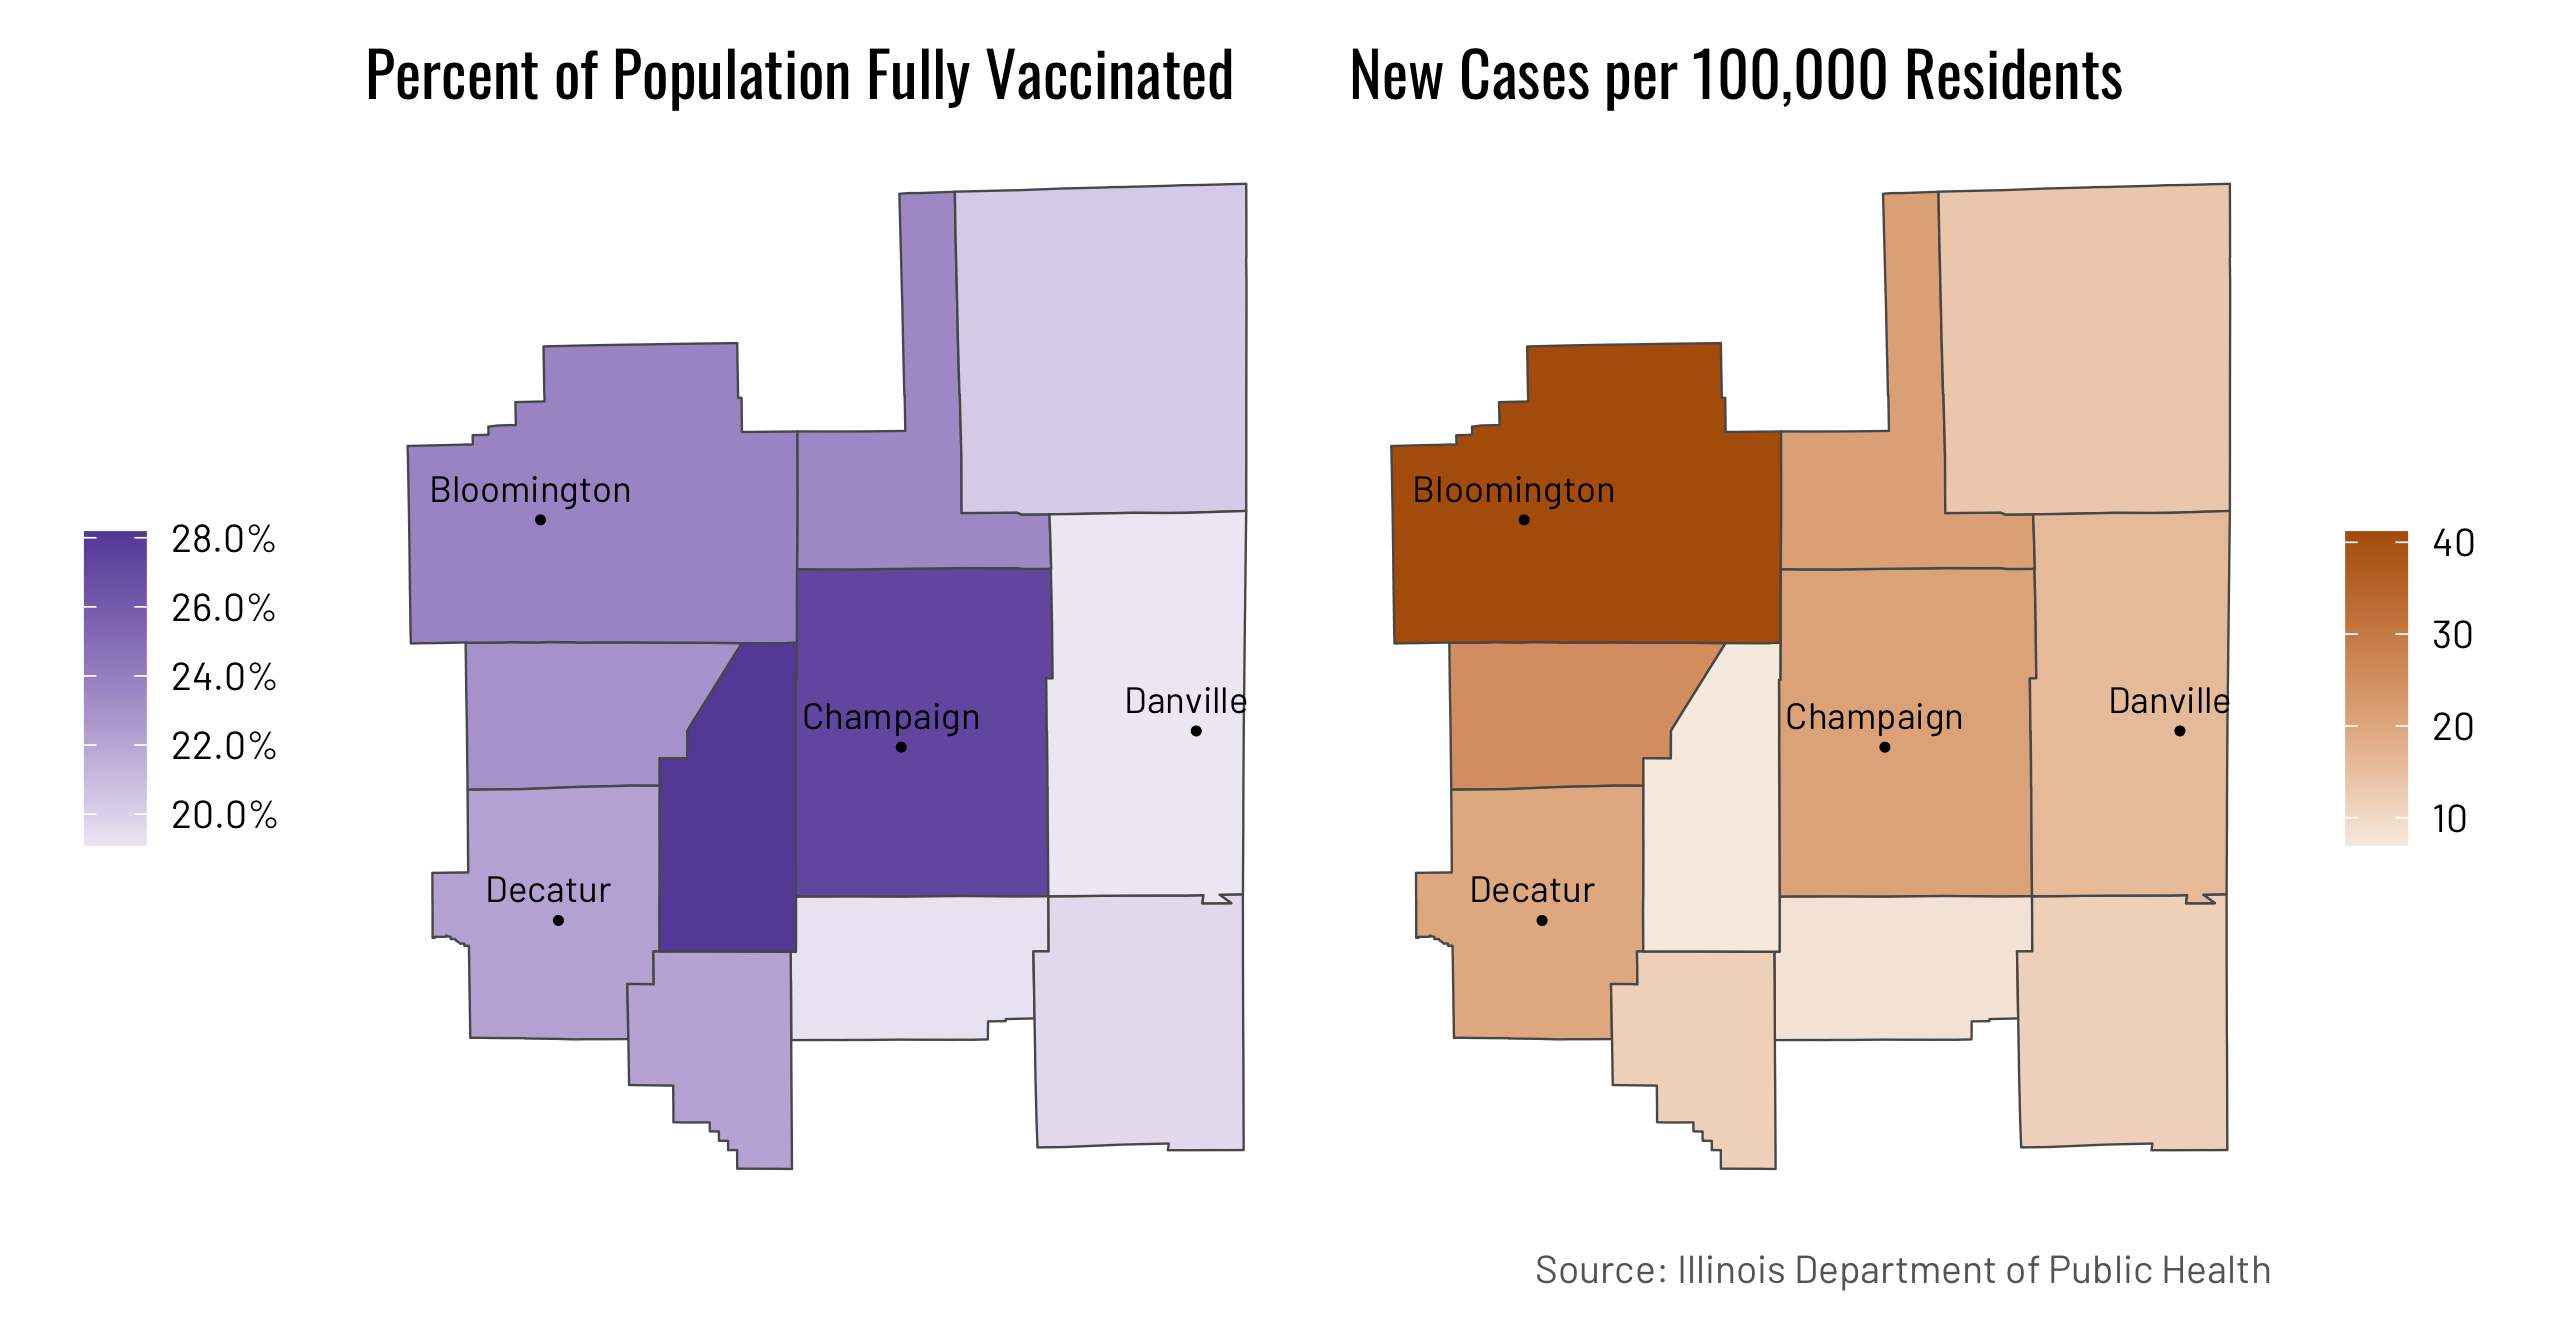 Percent of Population Fully Vaccinated
New Cases per 100,000 Residents
28.0%
26.0%
24.0%
22.0%
20.0%
Bloomington
Champaign
Danville
Decatur
Bloomington
Champaign
Danville
Decatur
40
30
20
10
Source: Illinois Department of Public Health